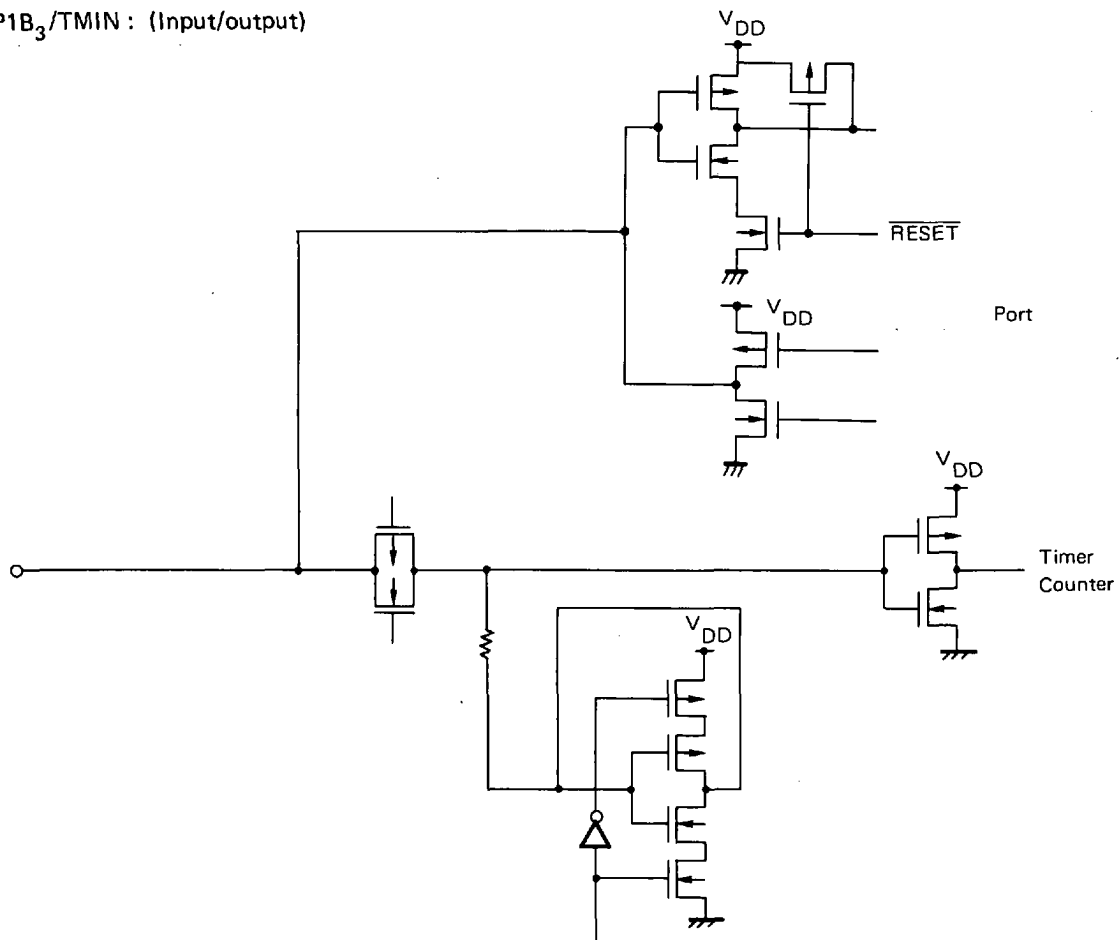 P1B3/TMIN : (Input/output)
VDD
RESET
VDD
Port
VDD
Timer
Counter
VDD